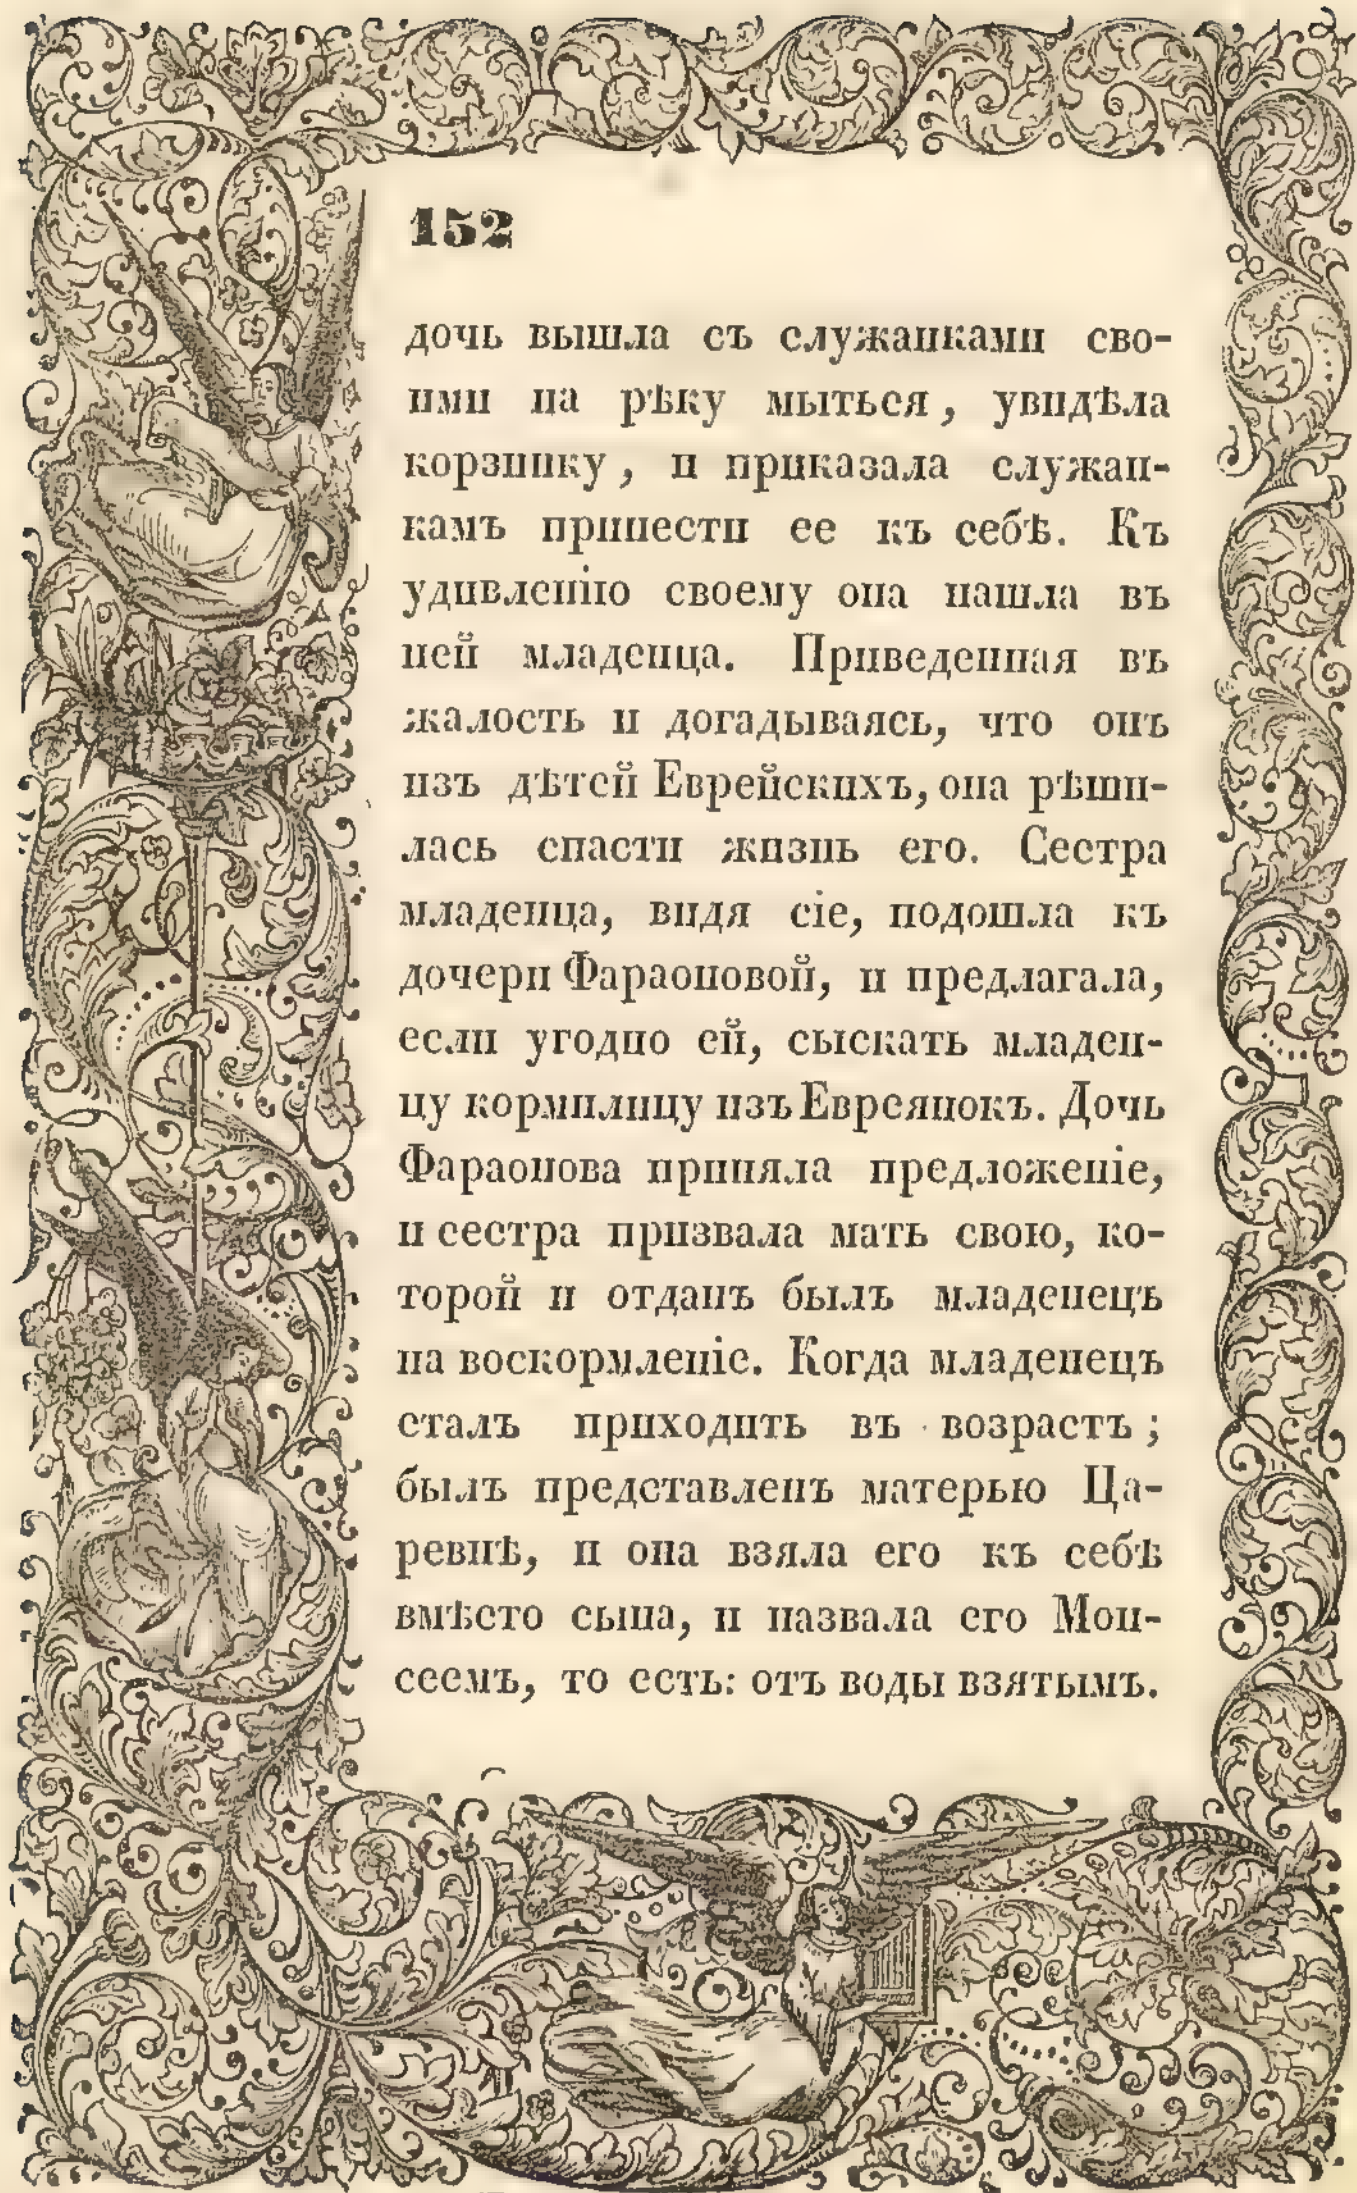 152
дочь вышла съ служанками сво-
ими на рѣку мыться, увидѣла
корзинку, и приказала служан-
камъ принести ее къ себѣ. Къ
удивленію своему она нашла въ
ней младенца. Приведенная въ
жалость и догадываясь, что онъ
изъ дѣтей Еврейскихъ, она рѣши-
лась спасти жизнь его. Сестра
младенца, видя сіе, подошла къ
дочери Фараоновой, и предлагала,
если угодно ей, сыскать младен-
цу кормилицу изъ Евреянокъ. Дочь
Фараонова приняла предложеніе,
и сестра призвала мать свою, ко-
торой и отданъ былъ младенецъ
на воскормленіе. Когда младенецъ
сталъ приходить въ возрастъ;
былъ представленъ матерью Ца-
ревнѣ, и она взяла его къ себѣ
вмѣсто сына, и назвала его Мои-
сеемъ, то есть: отъ воды взятымъ.